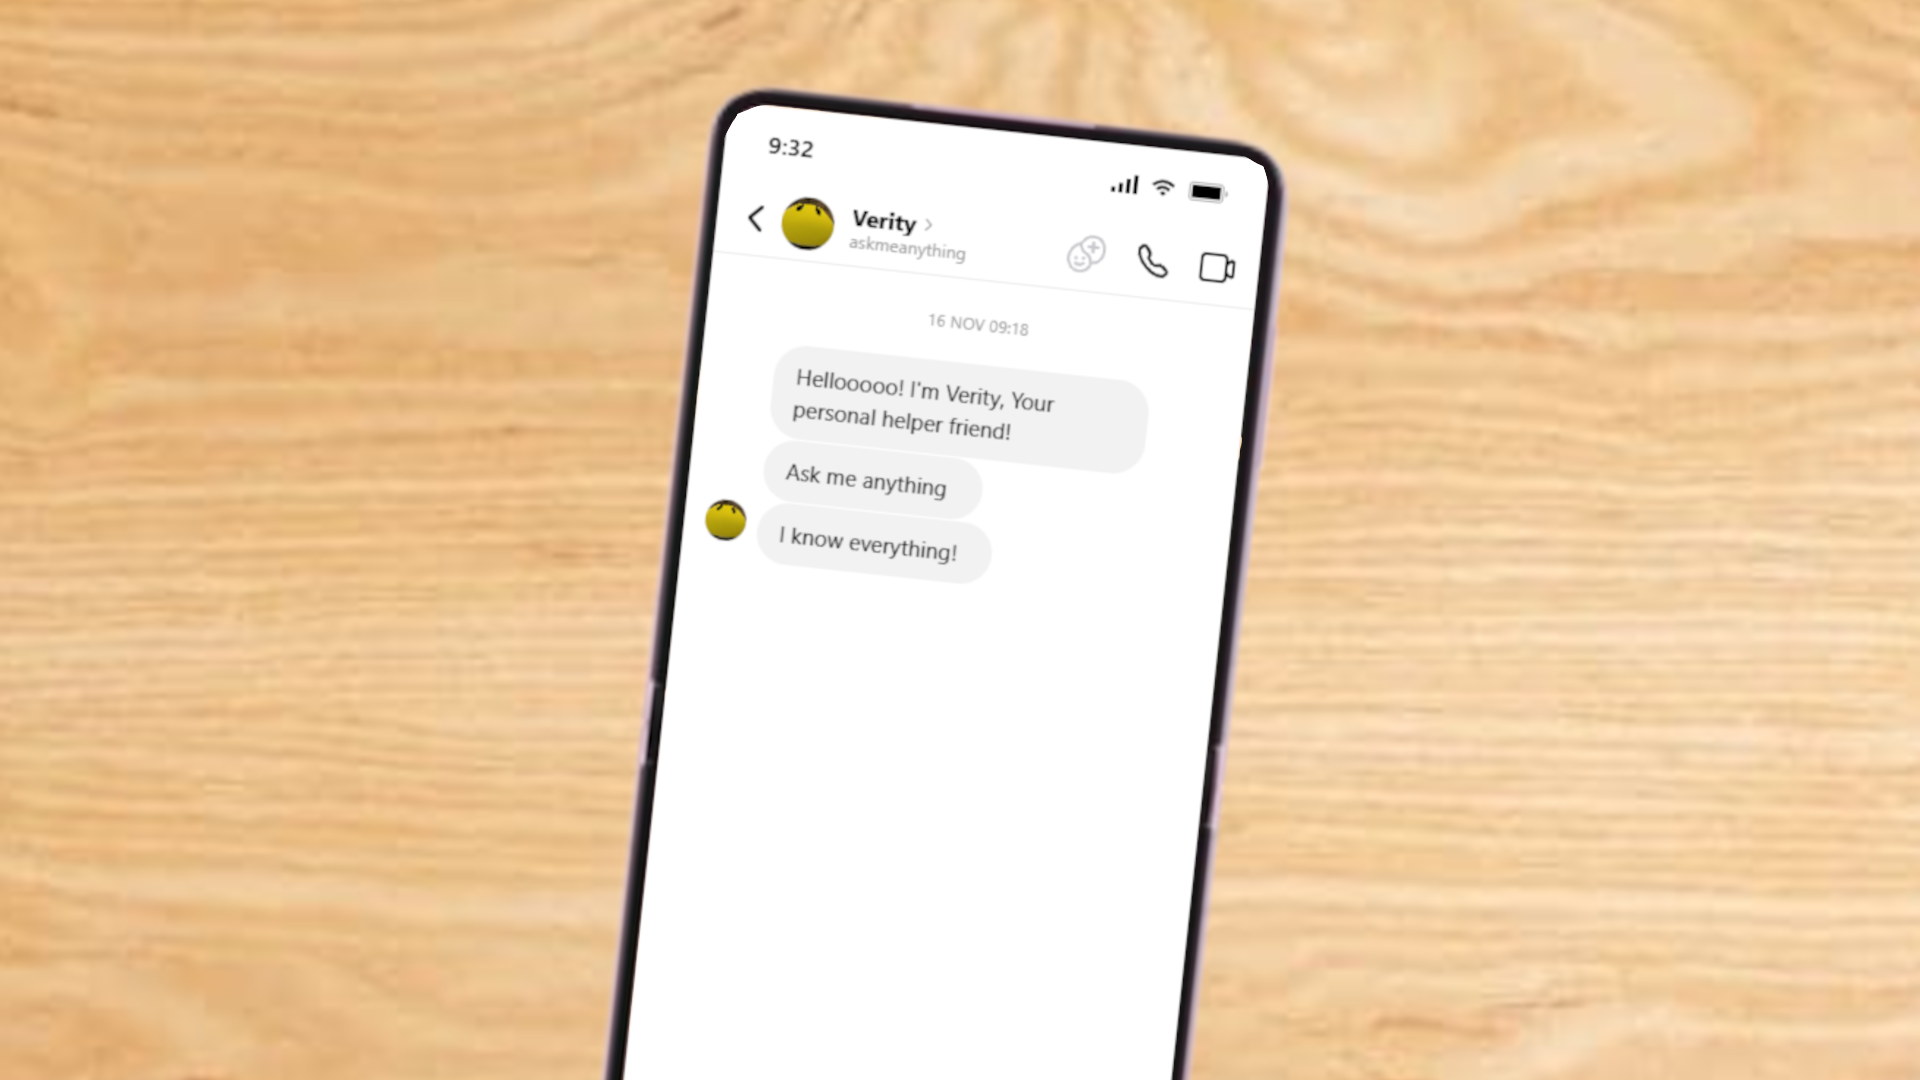 9:32
Verity
askmeanything
16 NOV 09:18
Hellooooo! I'm Verity, Your
personal helper friend!
Ask me anything
I know everything!